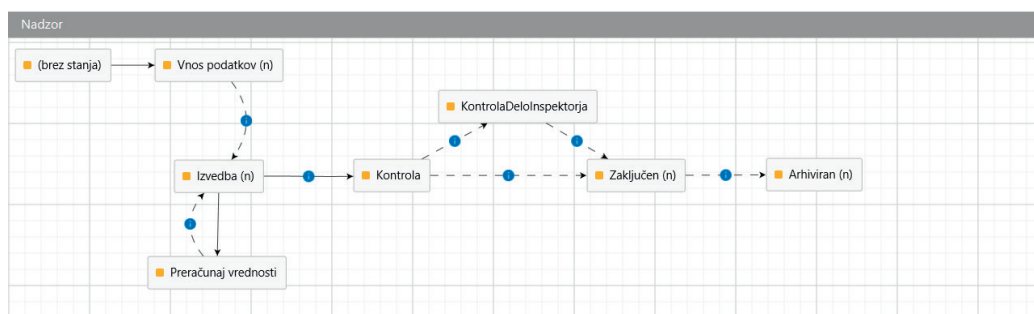 Nadzor
(brez stanja)
Vnos podatkov (n)
KontrolaDeloInspektorja
Izvedba (n)
Kontrola
Zaključen (n)
Arhiviran (n)
Preračunaj vrednosti